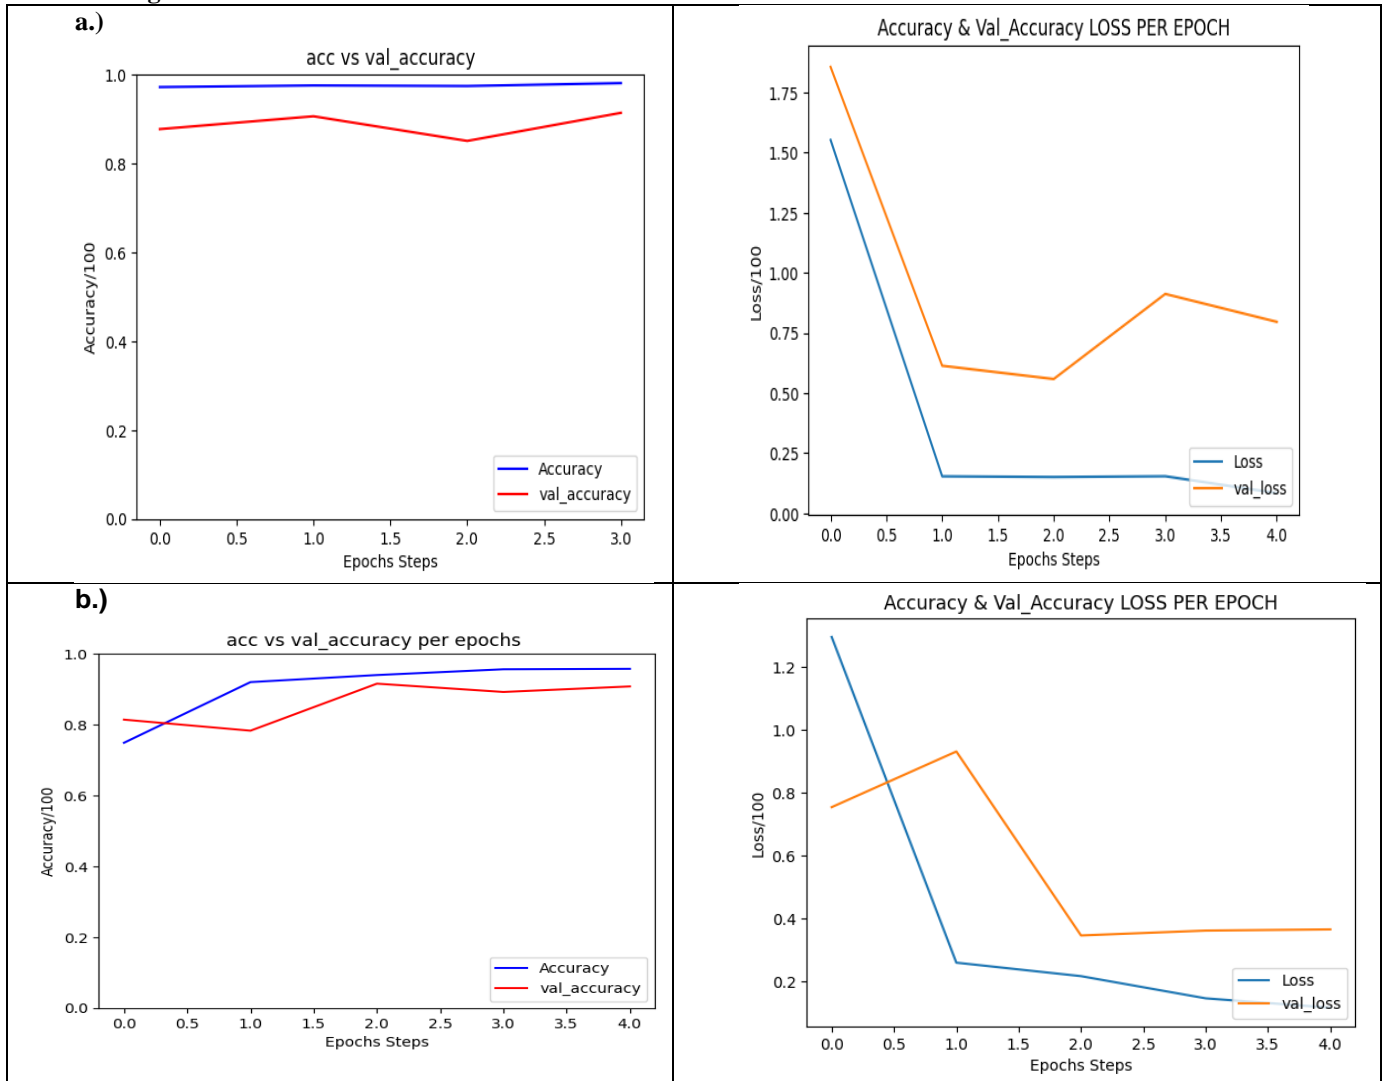 a.)
acc vs val_accuracy
1.0
0.8
0.6
0.4
0.2
0.0
Accuracy/100
Accuracy
val_accuracy
0.0 0.5 1.0 1.5 2.0 2.5 3.0
Epochs Steps
Accuracy & Val_Accuracy LOSS PER EPOCH
1.75
1.50
1.25
1.00
0.75
0.50
0.25
0.00
Loss/100
Loss
val_loss
0.0 0.5 1.0 1.5 2.0 2.5 3.0 3.5 4.0
Epochs Steps
b.)
acc vs val_accuracy per epochs
1.0
0.8
0.6
0.4
0.2
0.0
Accuracy/100
Accuracy
val_accuracy
0.0 0.5 1.0 1.5 2.0 2.5 3.0 3.5 4.0
Epochs Steps
Accuracy & Val_Accuracy LOSS PER EPOCH
1.2
1.0
0.8
0.6
0.4
0.2
Loss/100
Loss
val_loss
0.0 0.5 1.0 1.5 2.0 2.5 3.0 3.5 4.0
Epochs Steps